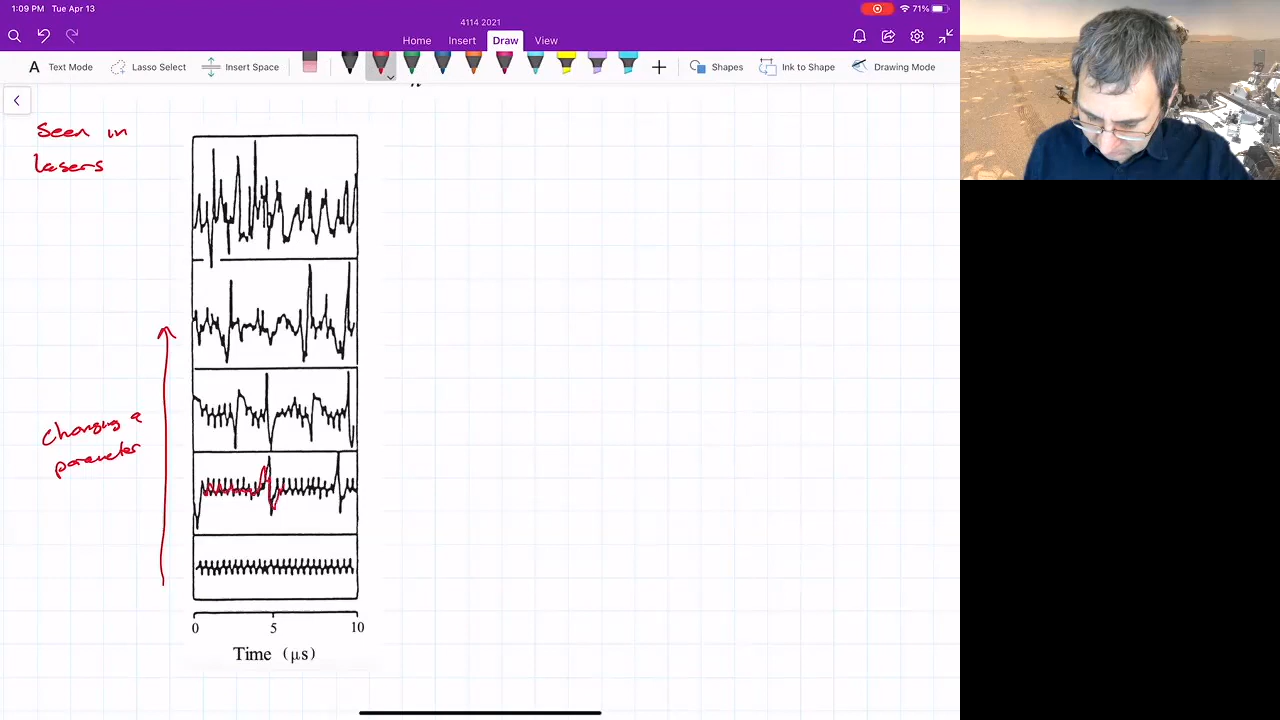 1:09 PM Tue Apr 13
71%
4114 2021
Home Insert Draw View
Text Mode Lasso Select Insert Space Shapes Ink to Shape Drawing Mode
Seen in
lasers
Changing a
parameter
0 5 10
Time (μs)